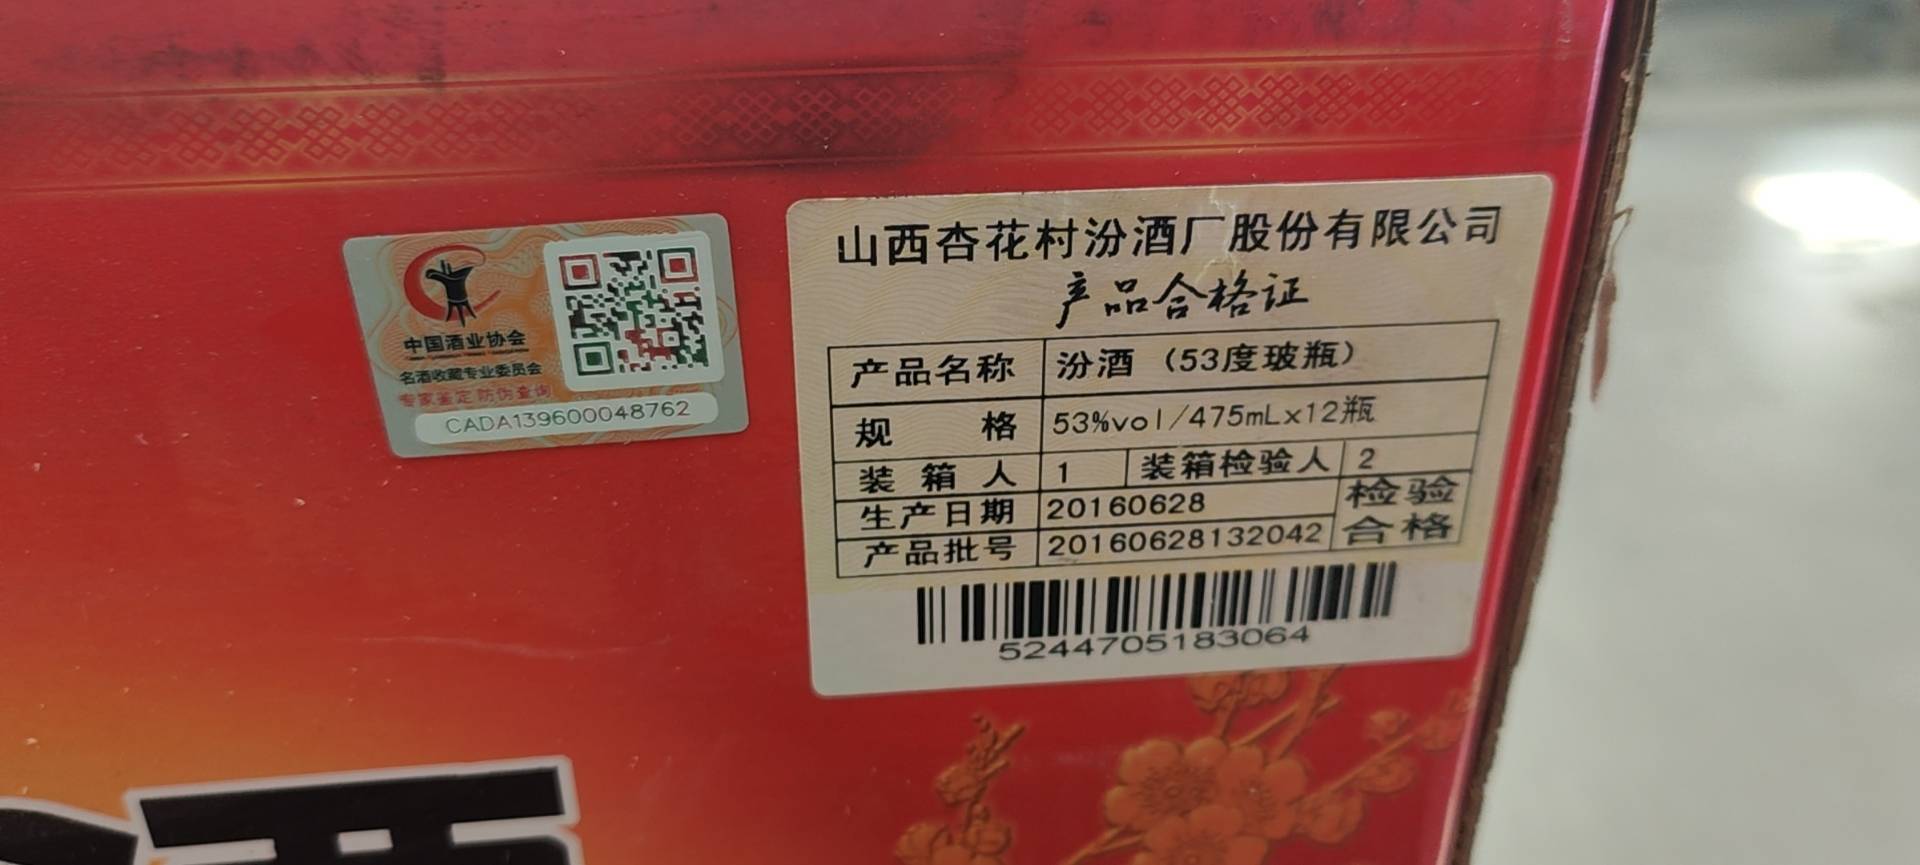 中国酒业协会
名酒收藏专业委员会
专家鉴定 防伪查询
CADA139600048762
山西杏花村汾酒厂股份有限公司
产品合格证
产品名称 汾酒（53度玻瓶）
规格 53%vol/475mLx12瓶
装箱人 1 装箱检验人 2
生产日期 20160628 检验
产品批号 20160628132042 合格
5244705183064